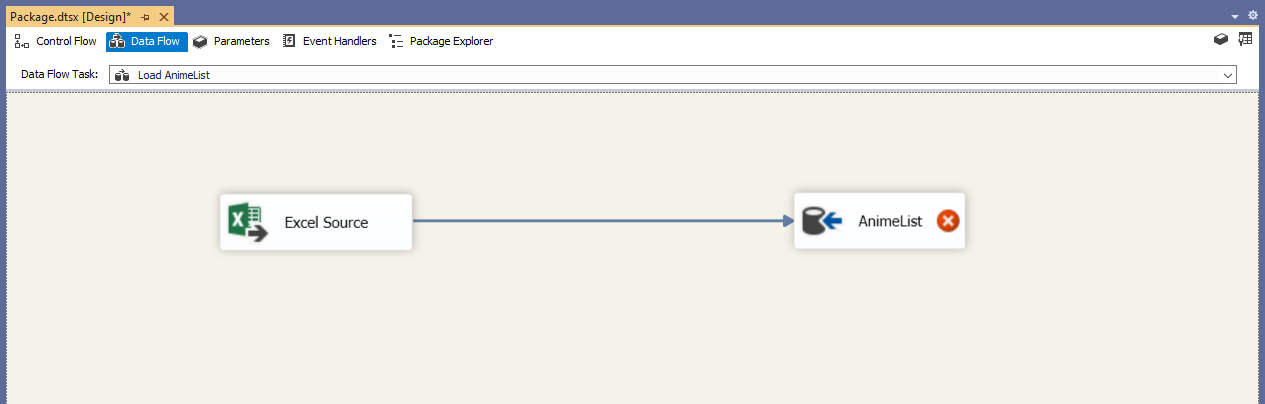 Package.dtsx [Design]*
Control Flow Data Flow Parameters Event Handlers Package Explorer
Data Flow Task: Load AnimeList
Excel Source AnimeList